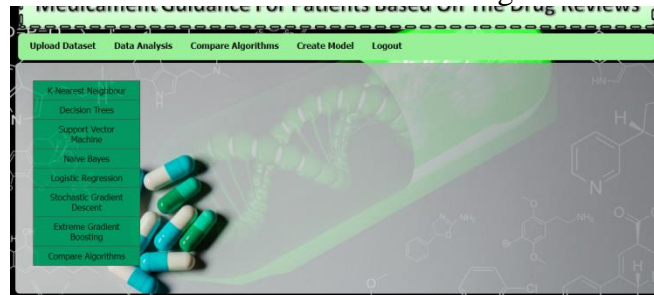 Medicament Guidance For Patients Based On The Drug Reviews
Upload Dataset Data Analysis Compare Algorithms Create Model Logout
K-Nearest Neighbour
Decision Trees
Support Vector
Machine
Naive Bayes
Logistic Regression
Stochastic Gradient
Descent
Extreme Gradient
Boosting
Compare Algorithms